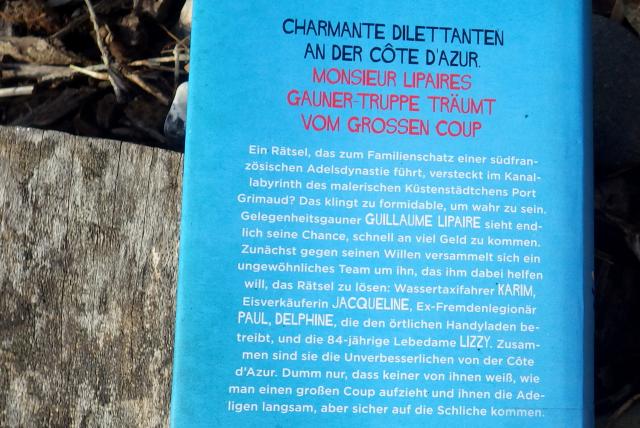 CHARMANTE DILETTANTEN
AN DER CÔTE D'AZUR.
MONSIEUR LIPAIRES
GAUNER-TRUPPE TRÄUMT
VOM GROSSEN COUP
Ein Rätsel, das zum Familienschatz einer südfran-
zösischen Adelsdynastie führt, versteckt im Kanal-
labyrinth des malerischen Küstenstädtchens Port
Grimaud? Das klingt zu formidable, um wahr zu sein.
Gelegenheitsgauner GUILLAUME LIPAIRE sieht end-
lich seine Chance, schnell an viel Geld zu kommen.
Zunächst gegen seinen Willen versammelt sich ein
ungewöhnliches Team um ihn, das ihm dabei helfen
will, das Rätsel zu lösen: Wassertaxifahrer KARIM,
Eisverkäuferin JACQUELINE, Ex-Fremdenlegionär
PAUL, DELPHINE, die den örtlichen Handyladen be-
treibt, und die 84-jährige Lebedame LIZZY. Zusam-
men sind sie die Unverbesserlichen von der Côte
d'Azur. Dumm nur, dass keiner von ihnen weiß, wie
man einen großen Coup aufzieht und ihnen die Ade-
ligen langsam, aber sicher auf die Schliche kommen.